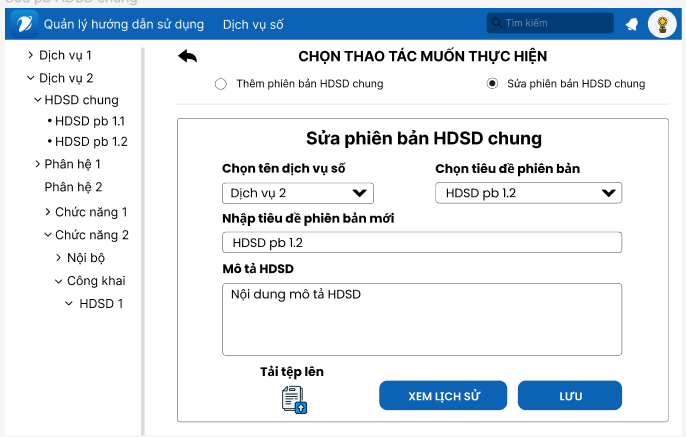 Quản lý hướng dẫn sử dụng Dịch vụ số Tìm kiếm
Dịch vụ 1
Dịch vụ 2
HDSD chung
• HDSD pb 1.1
• HDSD pb 1.2
Phân hệ 1
Phân hệ 2
Chức năng 1
Chức năng 2
Nội bộ
Công khai
HDSD 1
CHỌN THAO TÁC MUỐN THỰC HIỆN
Thêm phiên bản HDSD chung Sửa phiên bản HDSD chung
Sửa phiên bản HDSD chung
Chọn tên dịch vụ số Chọn tiêu đề phiên bản
Dịch vụ 2 HDSD pb 1.2
Nhập tiêu đề phiên bản mới
HDSD pb 1.2
Mô tả HDSD
Nội dung mô tả HDSD
Tải tệp lên
XEM LỊCH SỬ LƯU